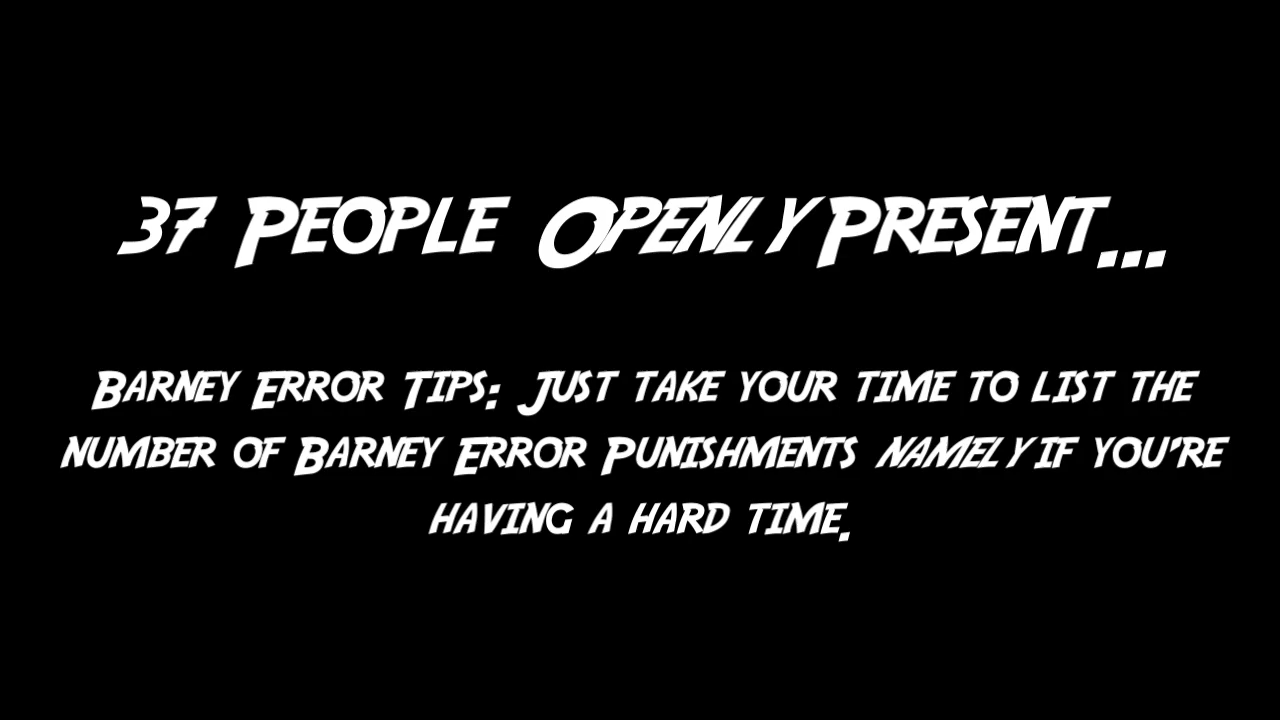 37 People Openly Present...
Barney Error Tips: Just take your time to list the
number of Barney Error Punishments namely if you're
having a hard time.